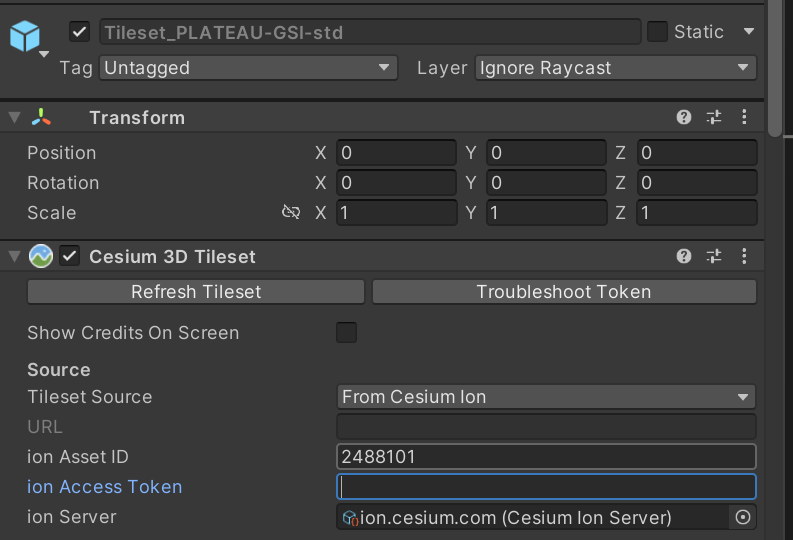 Tileset_PLATEAU-GSI-std Static
Tag Untagged Layer Ignore Raycast
Transform
Position X 0 Y 0 Z 0
Rotation X 0 Y 0 Z 0
Scale X 1 Y 1 Z 1
Cesium 3D Tileset
Refresh Tileset Troubleshoot Token
Show Credits On Screen
Source
Tileset Source From Cesium Ion
URL
ion Asset ID 2488101
ion Access Token
ion Server ion.cesium.com (Cesium Ion Server)